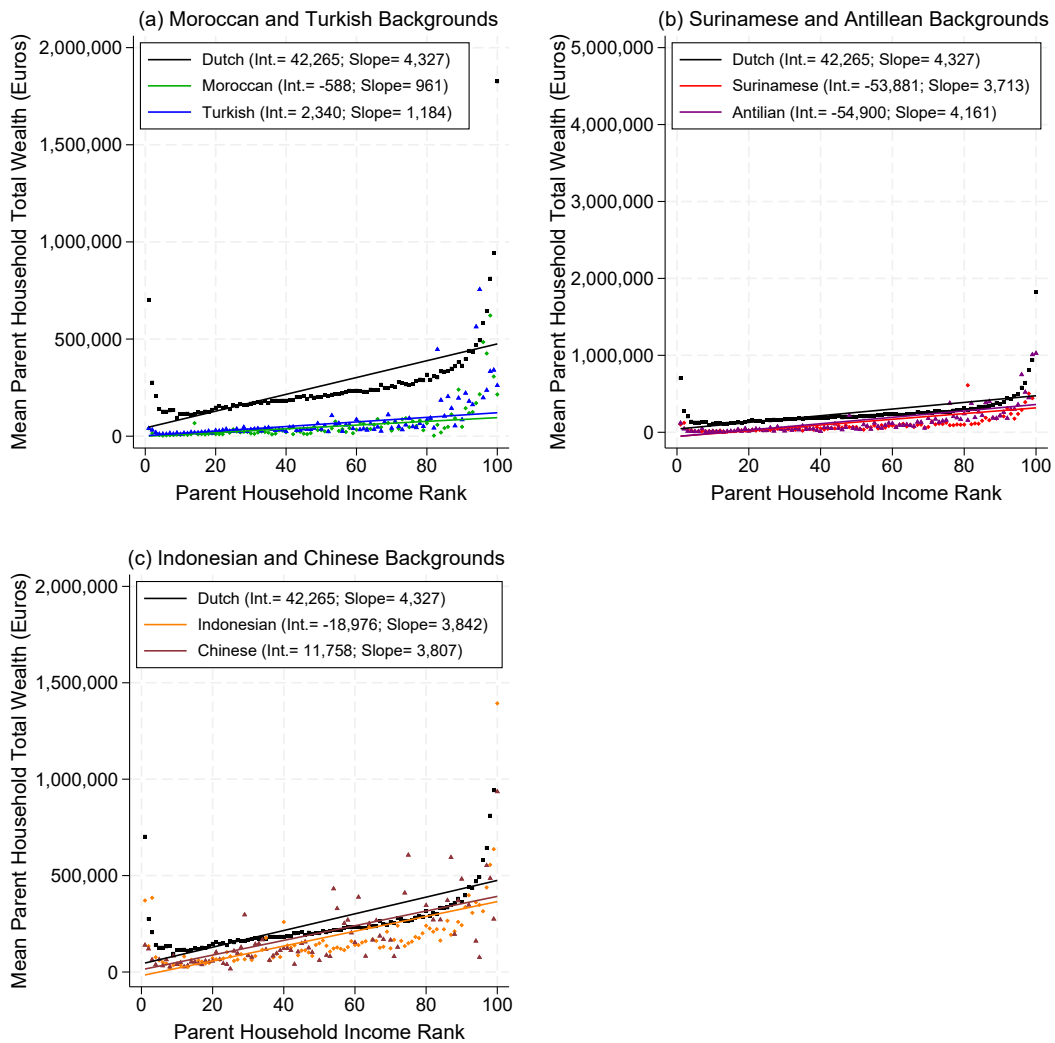 (a) Moroccan and Turkish Backgrounds
Mean Parent Household Total Wealth (Euros)
2,000,000
1,500,000
1,000,000
500,000
0
Dutch (Int.= 42,265; Slope= 4,327)
Moroccan (Int.= -588; Slope= 961)
Turkish (Int.= 2,340; Slope= 1,184)
0 20 40 60 80 100
Parent Household Income Rank
(b) Surinamese and Antillean Backgrounds
Mean Parent Household Total Wealth (Euros)
5,000,000
4,000,000
3,000,000
2,000,000
1,000,000
0
Dutch (Int.= 42,265; Slope= 4,327)
Surinamese (Int.= -53,881; Slope= 3,713)
Antilian (Int.= -54,900; Slope= 4,161)
0 20 40 60 80 100
Parent Household Income Rank
(c) Indonesian and Chinese Backgrounds
Mean Parent Household Total Wealth (Euros)
2,000,000
1,500,000
1,000,000
500,000
0
Dutch (Int.= 42,265; Slope= 4,327)
Indonesian (Int.= -18,976; Slope= 3,842)
Chinese (Int.= 11,758; Slope= 3,807)
0 20 40 60 80 100
Parent Household Income Rank